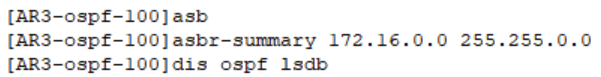 [AR3-ospf-100]asb
[AR3-ospf-100]asbr-summary 172.16.0.0 255.255.0.0
[AR3-ospf-100]dis ospf lsdb